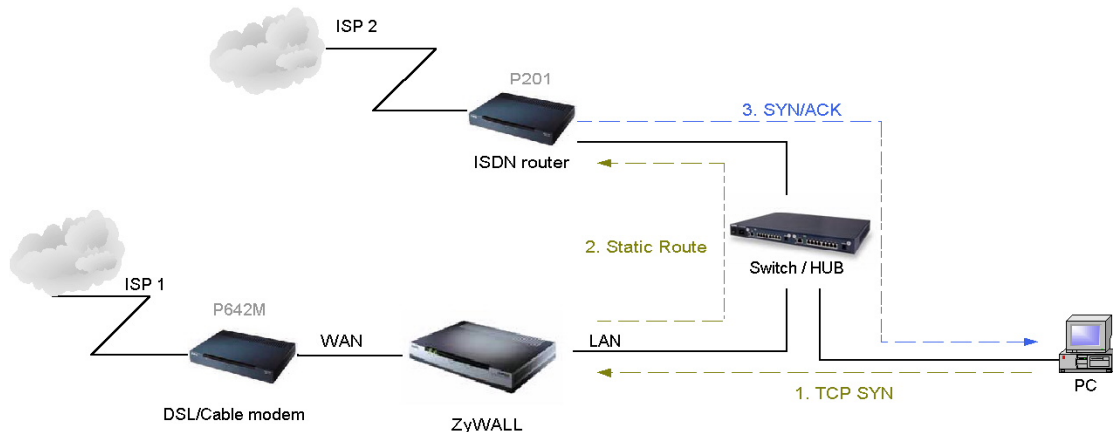 ISP 2
P201
3. SYN/ACK
ISDN router
2. Static Route
Switch / HUB
ISP 1
P642M
WAN
LAN
PC
1. TCP SYN
DSL/Cable modem
ZyWALL